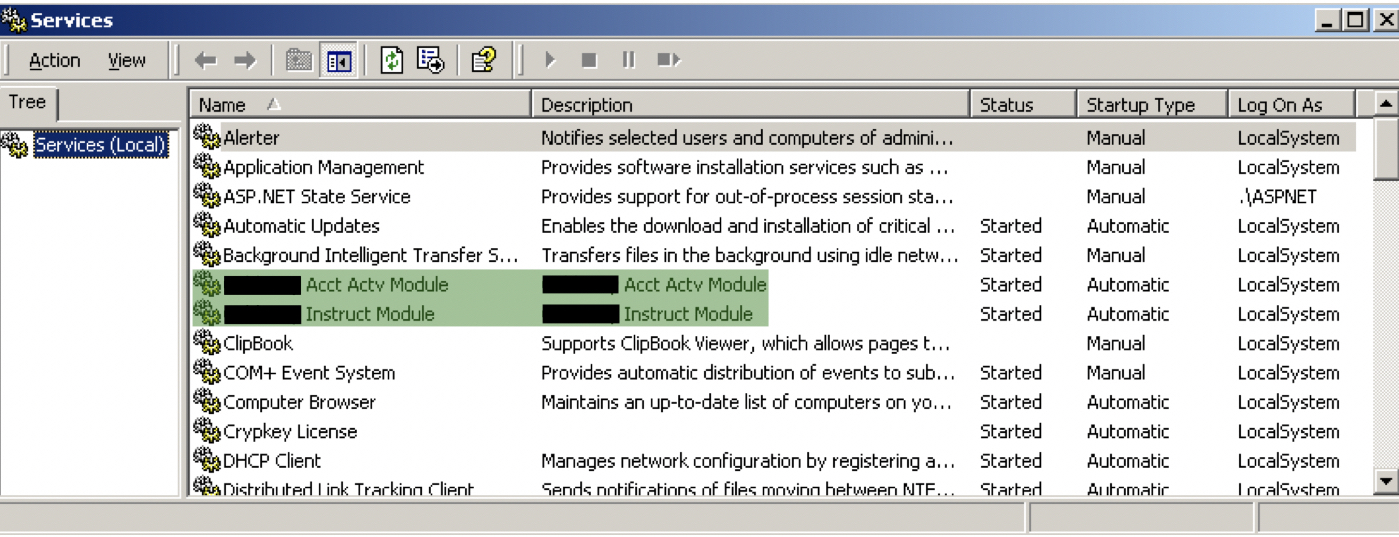 Services
Action View
Tree
Services (Local)
Name Description Status Startup Type Log On As
Alerter Notifies selected users and computers of admini... Manual LocalSystem
Application Management Provides software installation services such as ... Manual LocalSystem
ASP.NET State Service Provides support for out-of-process session sta... Manual .\ASPNET
Automatic Updates Enables the download and installation of critical ... Started Automatic LocalSystem
Background Intelligent Transfer S... Transfers files in the background using idle netw... Started Manual LocalSystem
Acct Actv Module Acct Actv Module Started Automatic LocalSystem
Instruct Module Instruct Module Started Automatic LocalSystem
ClipBook Supports ClipBook Viewer, which allows pages t... Manual LocalSystem
COM+ Event System Provides automatic distribution of events to sub... Started Manual LocalSystem
Computer Browser Maintains an up-to-date list of computers on yo... Started Automatic LocalSystem
Crypkey License Started Automatic LocalSystem
DHCP Client Manages network configuration by registering a... Started Automatic LocalSystem
Distributed Link Tracking Client Sends notifications of files moving between NTF... Started Automatic LocalSystem